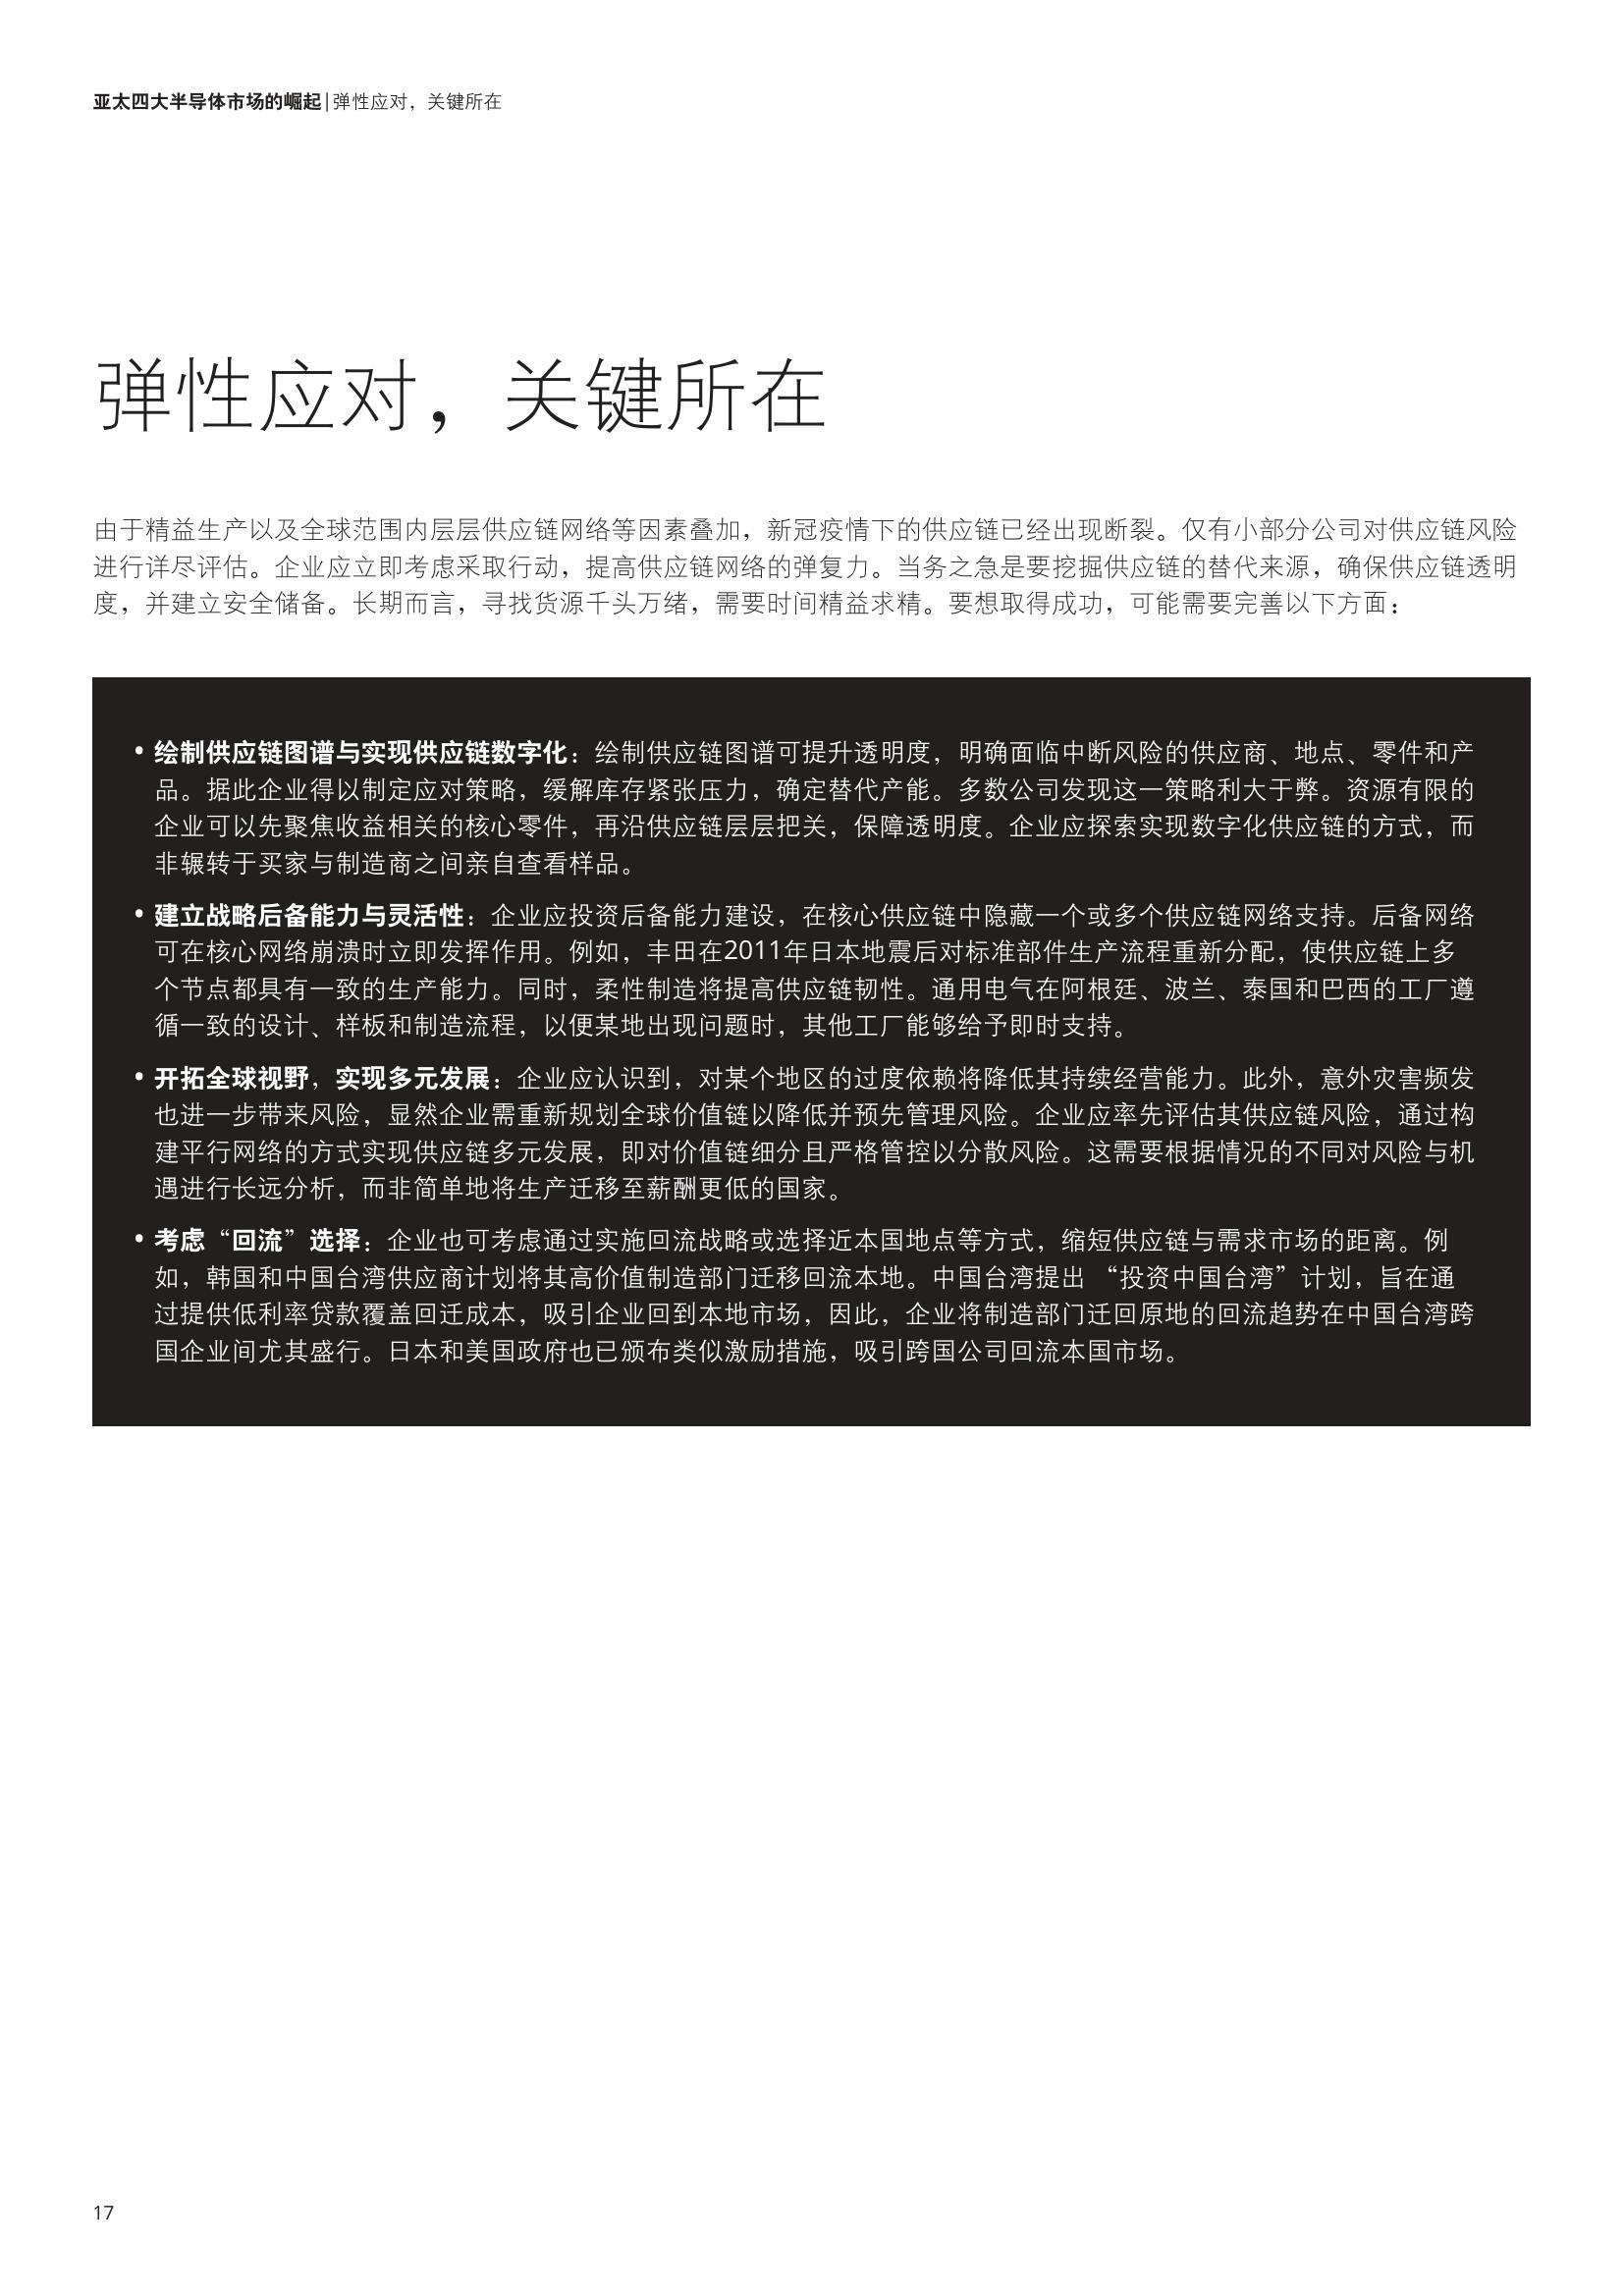 亚太四大半导体市场的崛起|弹性应对，关键所在
弹性应对，关键所在
由于精益生产以及全球范围内层层供应链网络等因素叠加，新冠疫情下的供应链已经出现断裂。仅有小部分公司对供应链风险
进行详尽评估。企业应立即考虑采取行动，提高供应链网络的弹复力。当务之急是要挖掘供应链的替代来源，确保供应链透明
度，并建立安全储备。长期而言，寻找货源千头万绪，需要时间精益求精。要想取得成功，可能需要完善以下方面：
• 绘制供应链图谱与实现供应链数字化：绘制供应链图谱可提升透明度，明确面临中断风险的供应商、地点、零件和产
品。据此企业得以制定应对策略，缓解库存紧张压力，确定替代产能。多数公司发现这一策略利大于弊。资源有限的
企业可以先聚焦收益相关的核心零件，再沿供应链层层把关，保障透明度。企业应探索实现数字化供应链的方式，而
非辗转于买家与制造商之间亲自查看样品。
• 建立战略后备能力与灵活性：企业应投资后备能力建设，在核心供应链中隐藏一个或多个供应链网络支持。后备网络
可在核心网络崩溃时立即发挥作用。例如，丰田在2011年日本地震后对标准部件生产流程重新分配，使供应链上多
个节点都具有一致的生产能力。同时，柔性制造将提高供应链韧性。通用电气在阿根廷、波兰、泰国和巴西的工厂遵
循一致的设计、样板和制造流程，以便某地出现问题时，其他工厂能够给予即时支持。
• 开拓全球视野，实现多元发展：企业应认识到，对某个地区的过度依赖将降低其持续经营能力。此外，意外灾害频发
也进一步带来风险，显然企业需重新规划全球价值链以降低并预先管理风险。企业应率先评估其供应链风险，通过构
建平行网络的方式实现供应链多元发展，即对价值链细分且严格管控以分散风险。这需要根据情况的不同对风险与机
遇进行长远分析，而非简单地将生产迁移至薪酬更低的国家。
• 考虑“回流”选择：企业也可考虑通过实施回流战略或选择近本国地点等方式，缩短供应链与需求市场的距离。例
如，韩国和中国台湾供应商计划将其高价值制造部门迁移回流本地。中国台湾提出 “投资中国台湾”计划，旨在通
过提供低利率贷款覆盖回迁成本，吸引企业回到本地市场，因此，企业将制造部门迁回原地的回流趋势在中国台湾跨
国企业间尤其盛行。日本和美国政府也已颁布类似激励措施，吸引跨国公司回流本国市场。
17